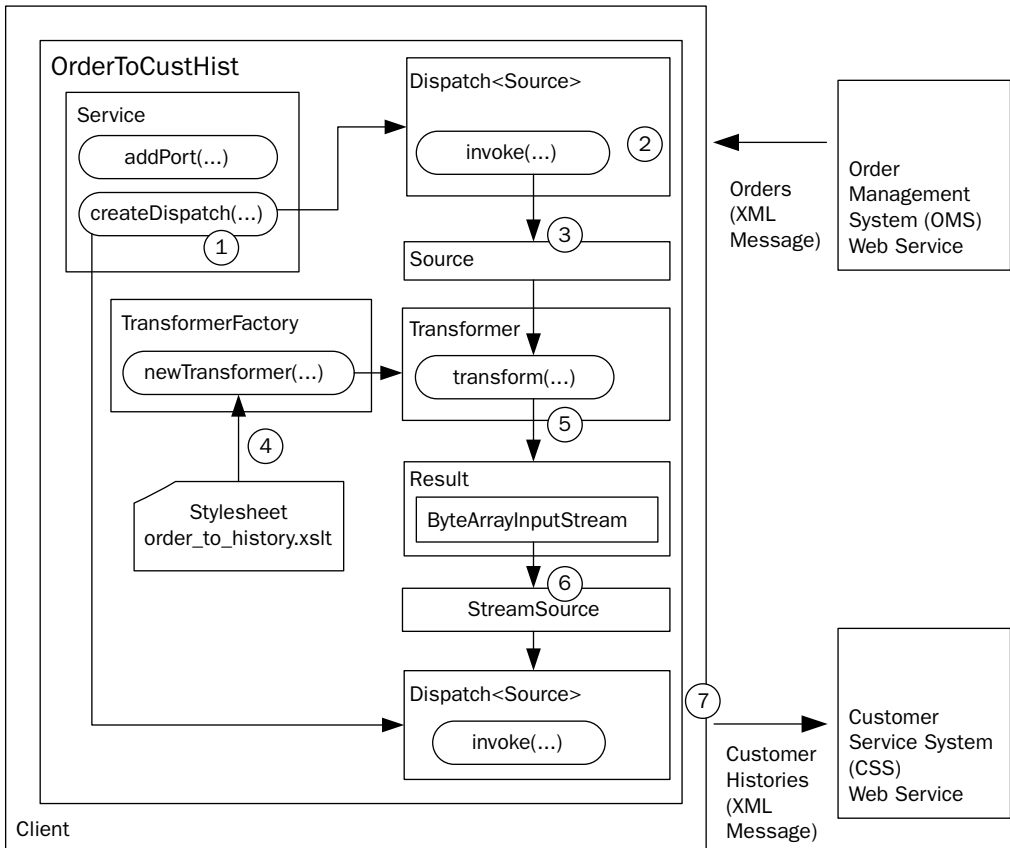 OrderToCustHist
Service
addPort(...)
createDispatch(...)
1
Dispatch<Source>
invoke(...)
2
3
Source
TransformerFactory
newTransformer(...)
4
Stylesheet
order_to_history.xslt
Transformer
transform(...)
5
Result
ByteArrayInputStream
6
StreamSource
Dispatch<Source>
invoke(...)
7
Client
Orders
(XML
Message)
Order
Management
System (OMS)
Web Service
Customer
Histories
(XML
Message)
Customer
Service System
(CSS)
Web Service